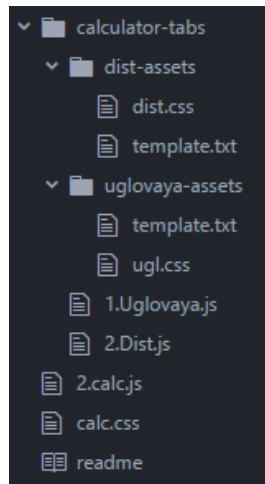 calculator-tabs
dist-assets
dist.css
template.txt
uglovaya-assets
template.txt
ugl.css
1.Uglovaya.js
2.Dist.js
2.calc.js
calc.css
readme